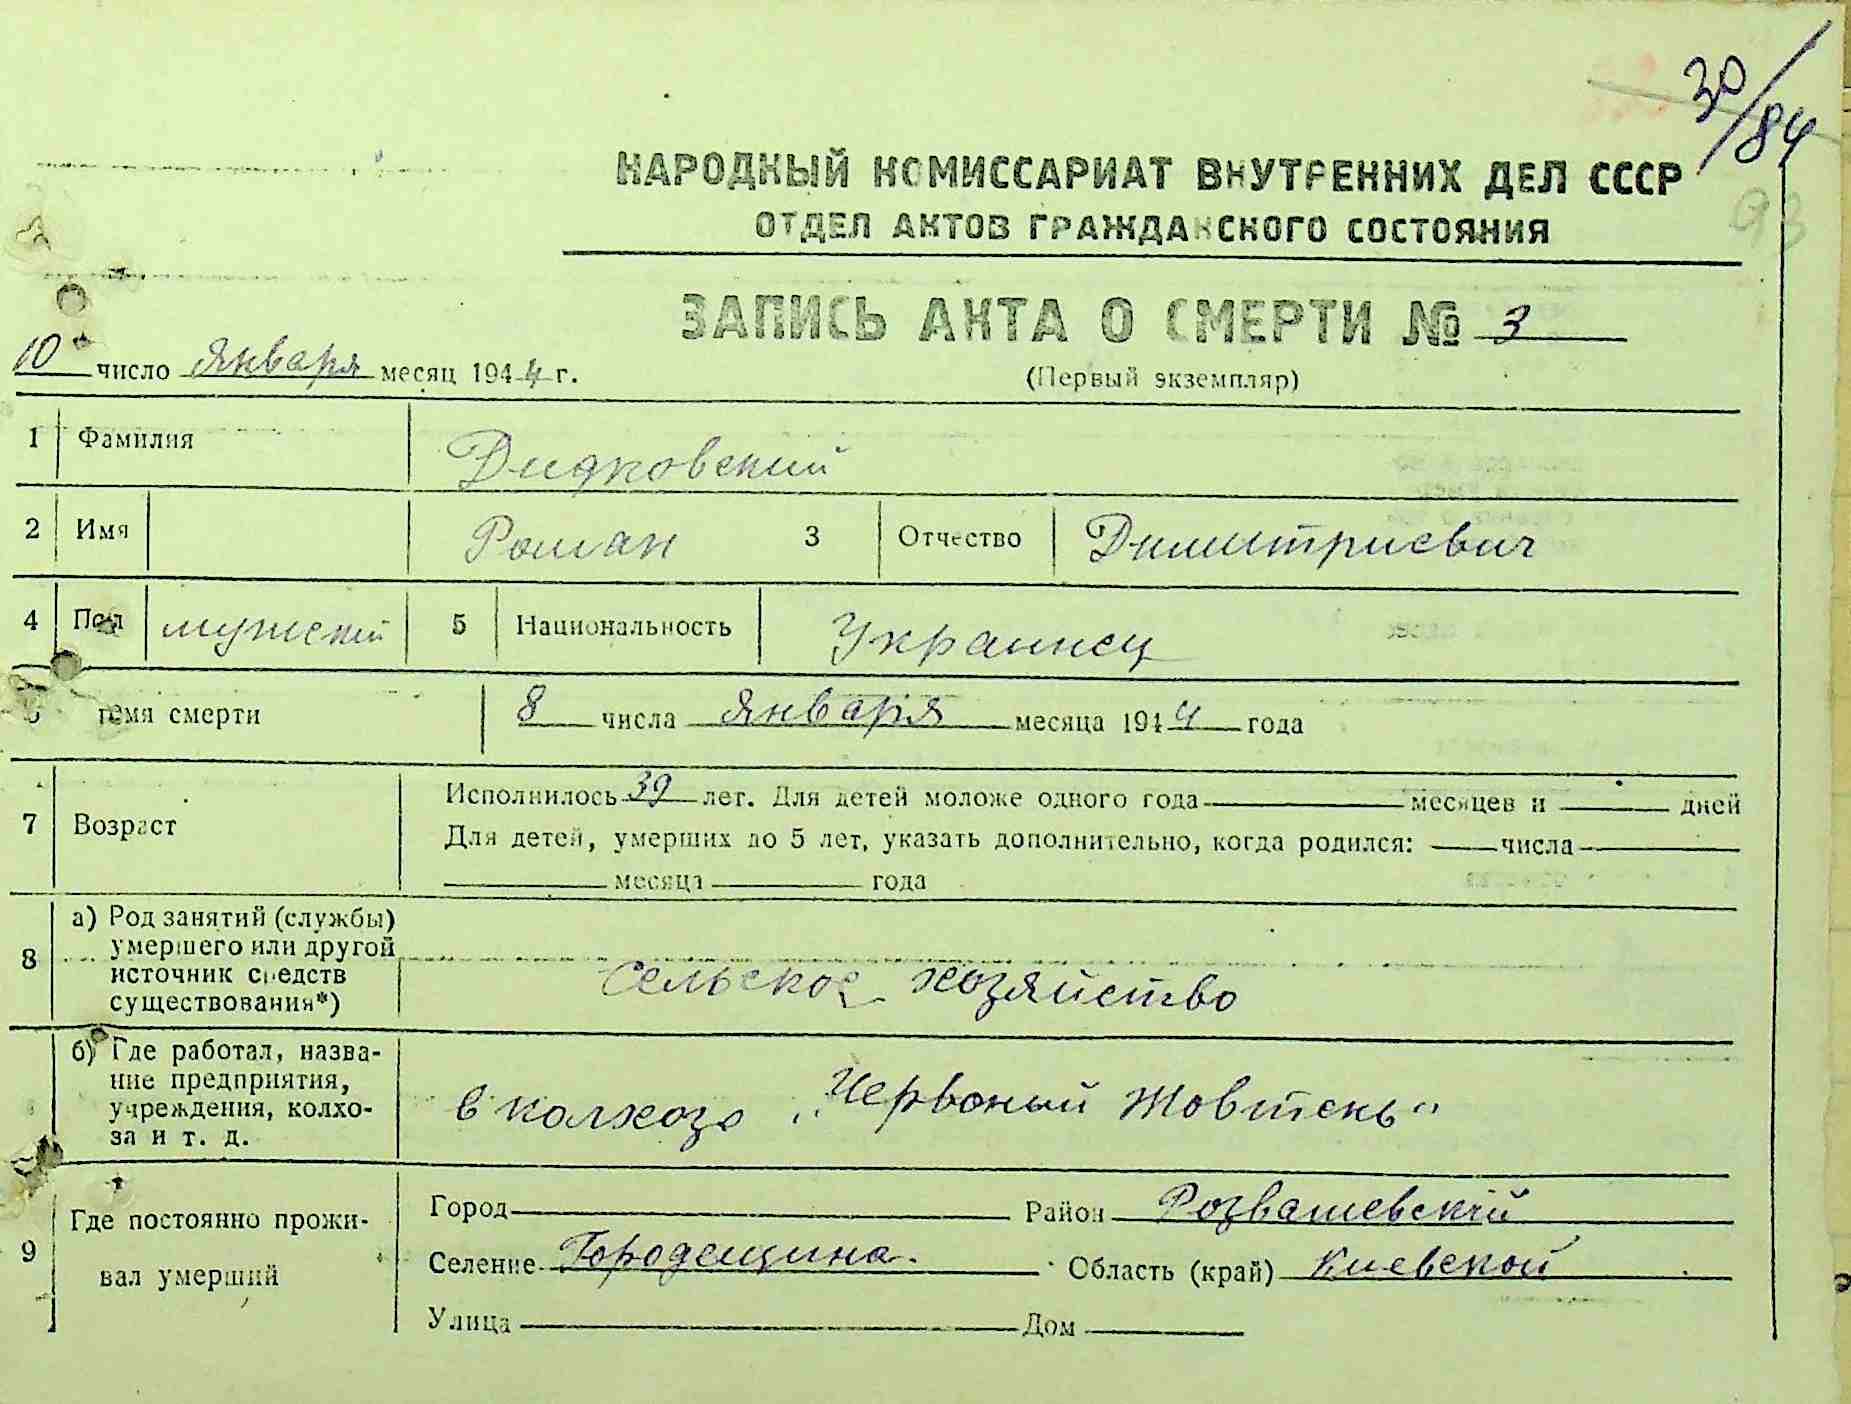 30/84
93
НАРОДНЫЙ КОМИССАРИАТ ВНУТРЕННИХ ДЕЛ СССР
ОТДЕЛ АКТОВ ГРАЖДАНСКОГО СОСТОЯНИЯ
ЗАПИСЬ АКТА О СМЕРТИ № 3
10 число января месяц 1944 г.
(Первый экземпляр)
1 Фамилия Дидковский
2 Имя Роман 3 Отчество Димитриевич
4 Пол мужский 5 Национальность Украинец
6 время смерти 8 числа января месяца 1944 года
7 Возраст Исполнилось 39 лет. Для детей моложе одного года месяцев и дней
Для детей, умерших до 5 лет, указать дополнительно, когда родился: числа
месяца года
8 а) Род занятий (службы)
умершего или другой
источник средств
существования*)
сельское хозяйство
б) Где работал, назва-
ние предприятия,
учреждения, колхо-
за и т. д.
в колхозе „Червоный Жовтень"
9 Где постоянно прожи-
вал умерший
Город Район Розважевскій
Селение Городещина. Область (край) Киевской
Улица Дом